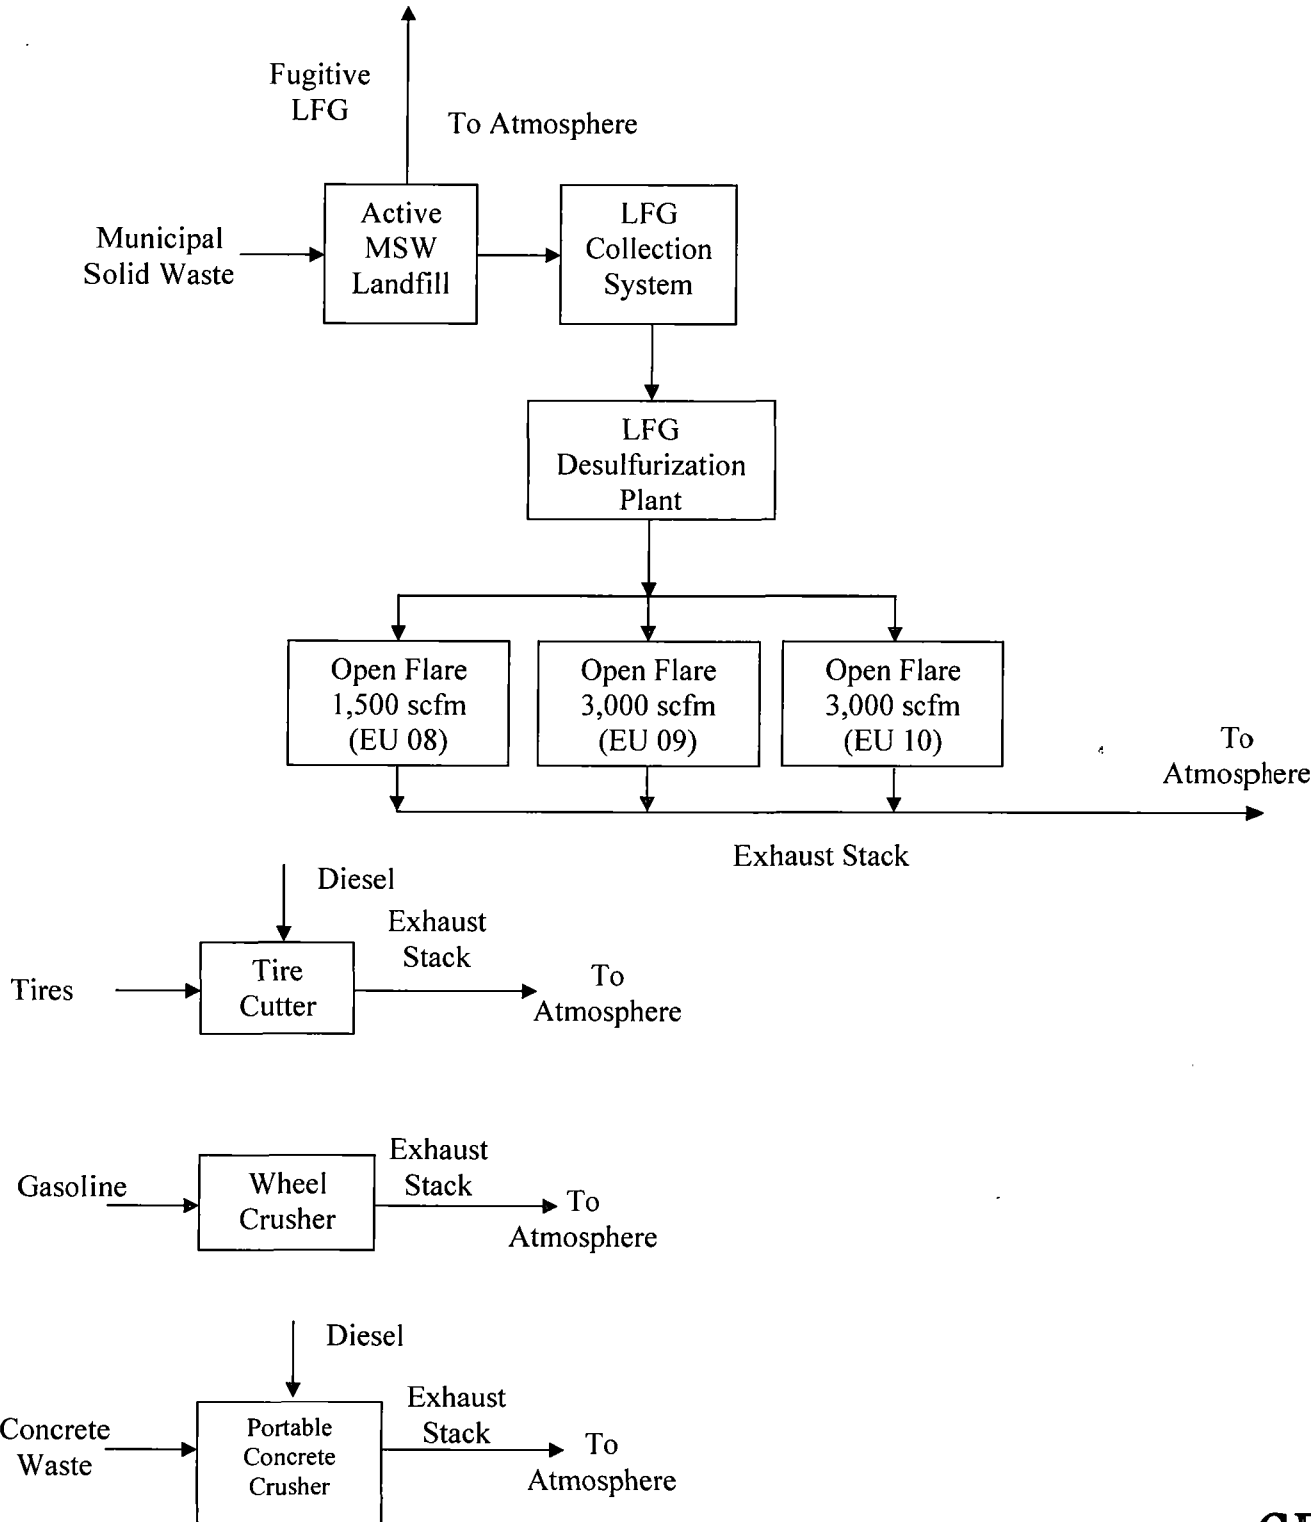 Fugitive
LFG
To Atmosphere
Municipal
Solid Waste
Active
MSW
Landfill
LFG
Collection
System
LFG
Desulfurization
Plant
Open Flare
1,500 scfm
(EU 08)
Open Flare
3,000 scfm
(EU 09)
Open Flare
3,000 scfm
(EU 10)
To
Atmosphere
Exhaust Stack
Diesel
Exhaust
Stack
Tires
Tire
Cutter
To
Atmosphere
Gasoline
Wheel
Crusher
Exhaust
Stack
To
Atmosphere
Diesel
Concrete
Waste
Portable
Concrete
Crusher
Exhaust
Stack
To
Atmosphere